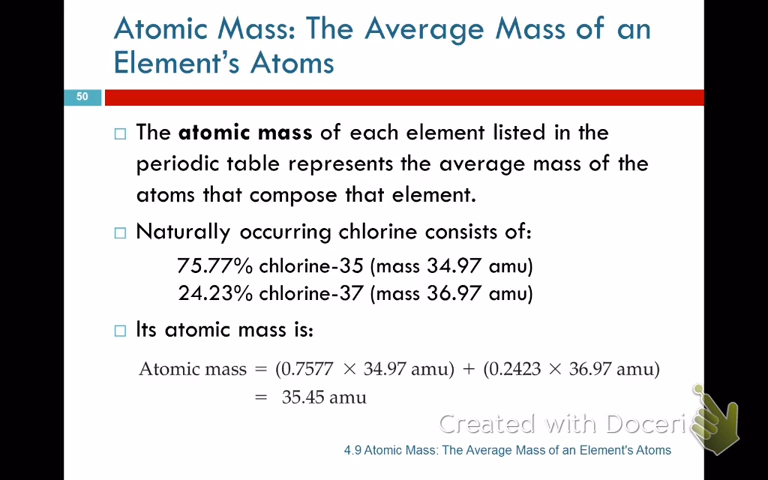 Atomic Mass: The Average Mass of an
Element's Atoms
50
The atomic mass of each element listed in the
periodic table represents the average mass of the
atoms that compose that element.
Naturally occurring chlorine consists of:
75.77% chlorine-35 (mass 34.97 amu)
24.23% chlorine-37 (mass 36.97 amu)
Its atomic mass is:
Atomic mass = (0.7577 × 34.97 amu) + (0.2423 × 36.97 amu)
= 35.45 amu
Created with Doceri
4.9 Atomic Mass: The Average Mass of an Element's Atoms